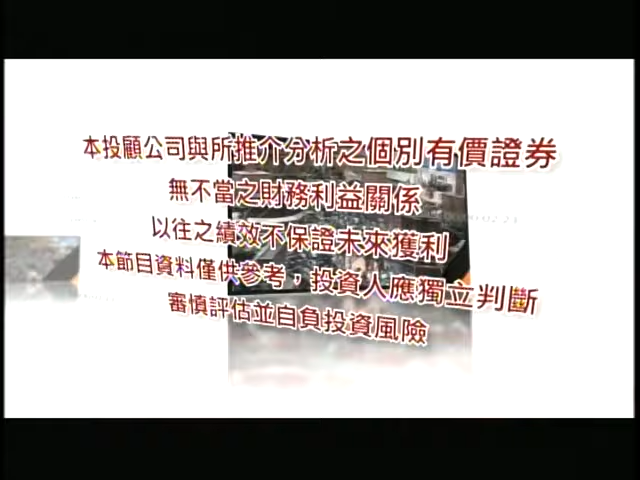 本投顧公司與所推介分析之個別有價證券
無不當之財務利益關係
以往之績效不保證未來獲利
本節目資料僅供參考，投資人應獨立判斷
審慎評估並自負投資風險